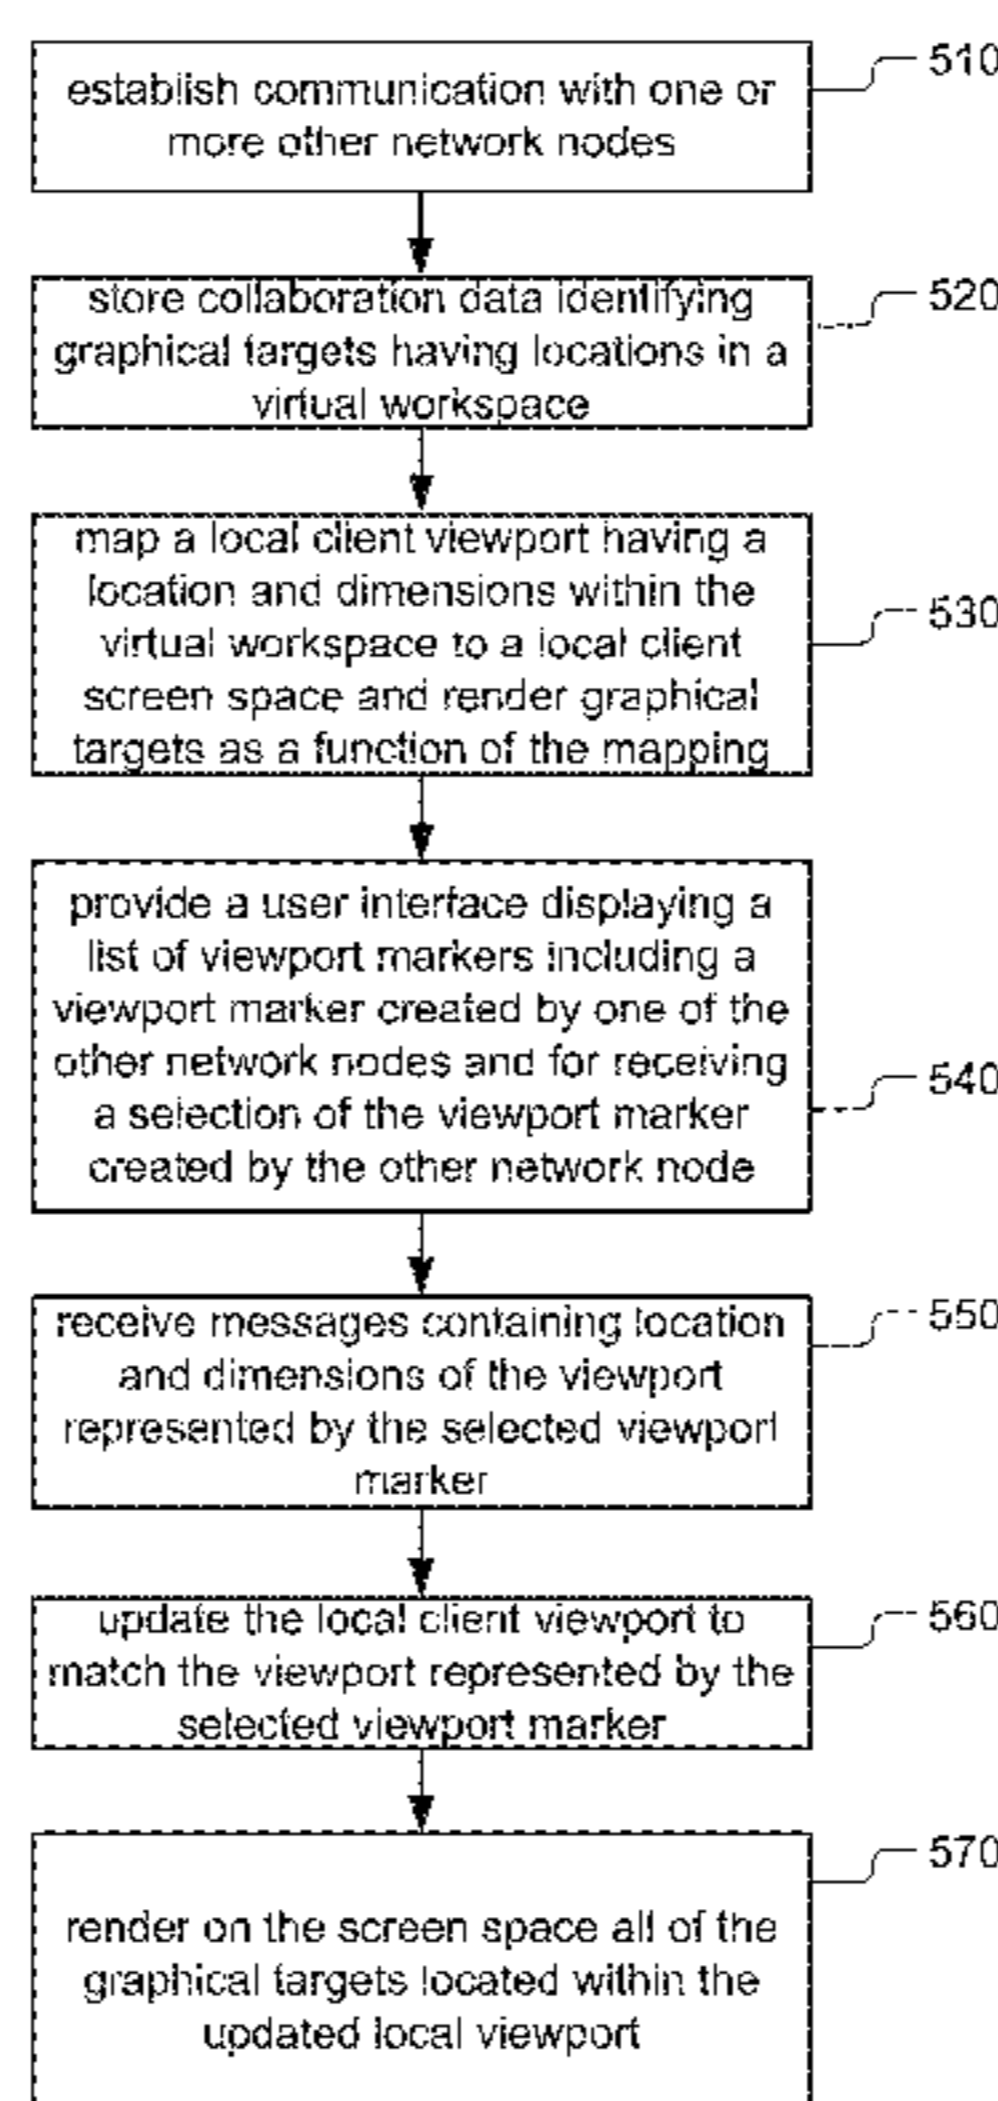 510
establish communication with one or
more other network nodes
520
store collaboration data identifying
graphical targets having locations in a
virtual workspace
530
map a local client viewport having a
location and dimensions within the
virtual workspace to a local client
screen space and render graphical
targets as a function of the mapping
540
provide a user interface displaying a
list of viewport markers including a
viewport marker created by one of the
other network nodes and for receiving
a selection of the viewport marker
created by the other network node
550
receive messages containing location
and dimensions of the viewport
represented by the selected viewport
marker
560
update the local client viewport to
match the viewport represented by the
selected viewport marker
570
render on the screen space all of the
graphical targets located within the
updated local viewport